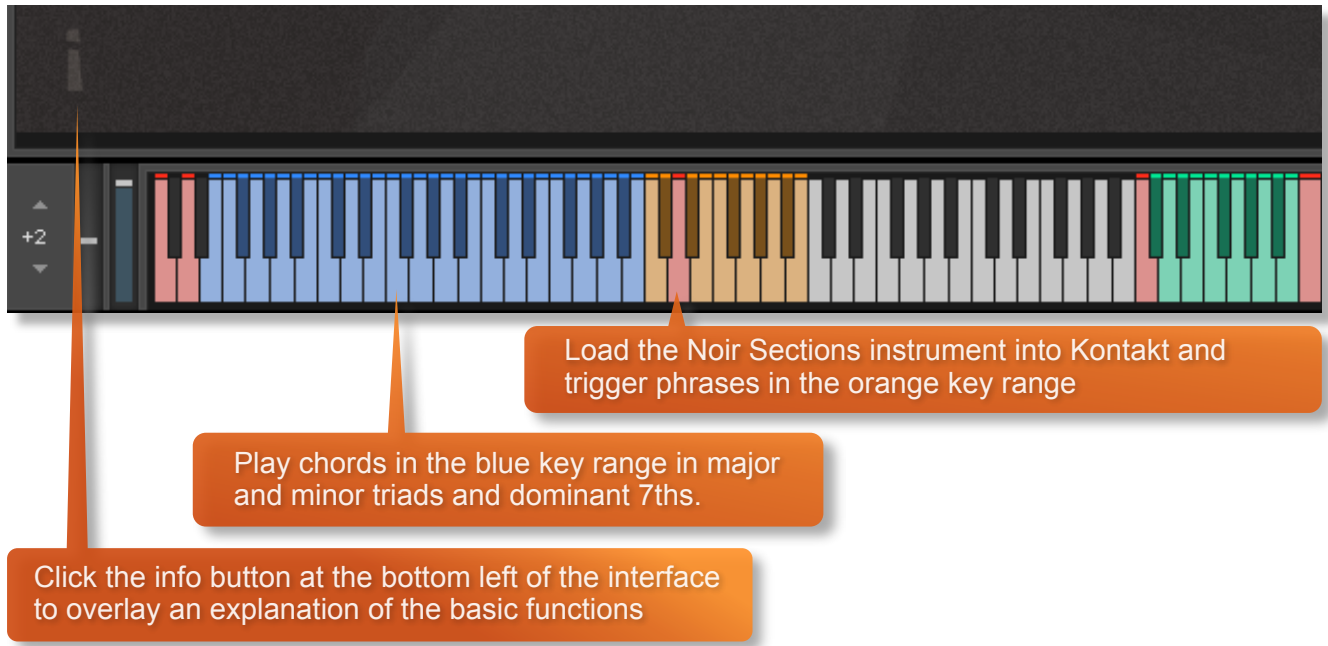 i
+2
Load the Noir Sections instrument into Kontakt and
trigger phrases in the orange key range
Play chords in the blue key range in major
and minor triads and dominant 7ths.
Click the info button at the bottom left of the interface
to overlay an explanation of the basic functions